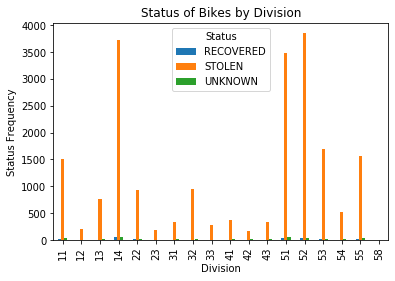 Status of Bikes by Division
Status
RECOVERED
STOLEN
UNKNOWN
Status Frequency
4000
3500
3000
2500
2000
1500
1000
500
0
11 12 13 14 22 23 31 32 33 41 42 43 51 52 53 54 55 58
Division